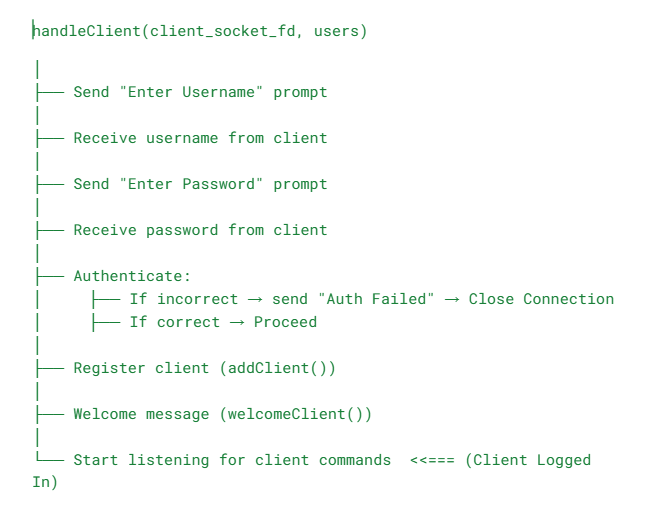 handleClient(client_socket_fd, users)
│
├── Send "Enter Username" prompt
│
├── Receive username from client
│
├── Send "Enter Password" prompt
│
├── Receive password from client
│
├── Authenticate:
│      ├── If incorrect → send "Auth Failed" → Close Connection
│      ├── If correct → Proceed
│
├── Register client (addClient())
│
├── Welcome message (welcomeClient())
│
└── Start listening for client commands  <<=== (Client Logged
In)